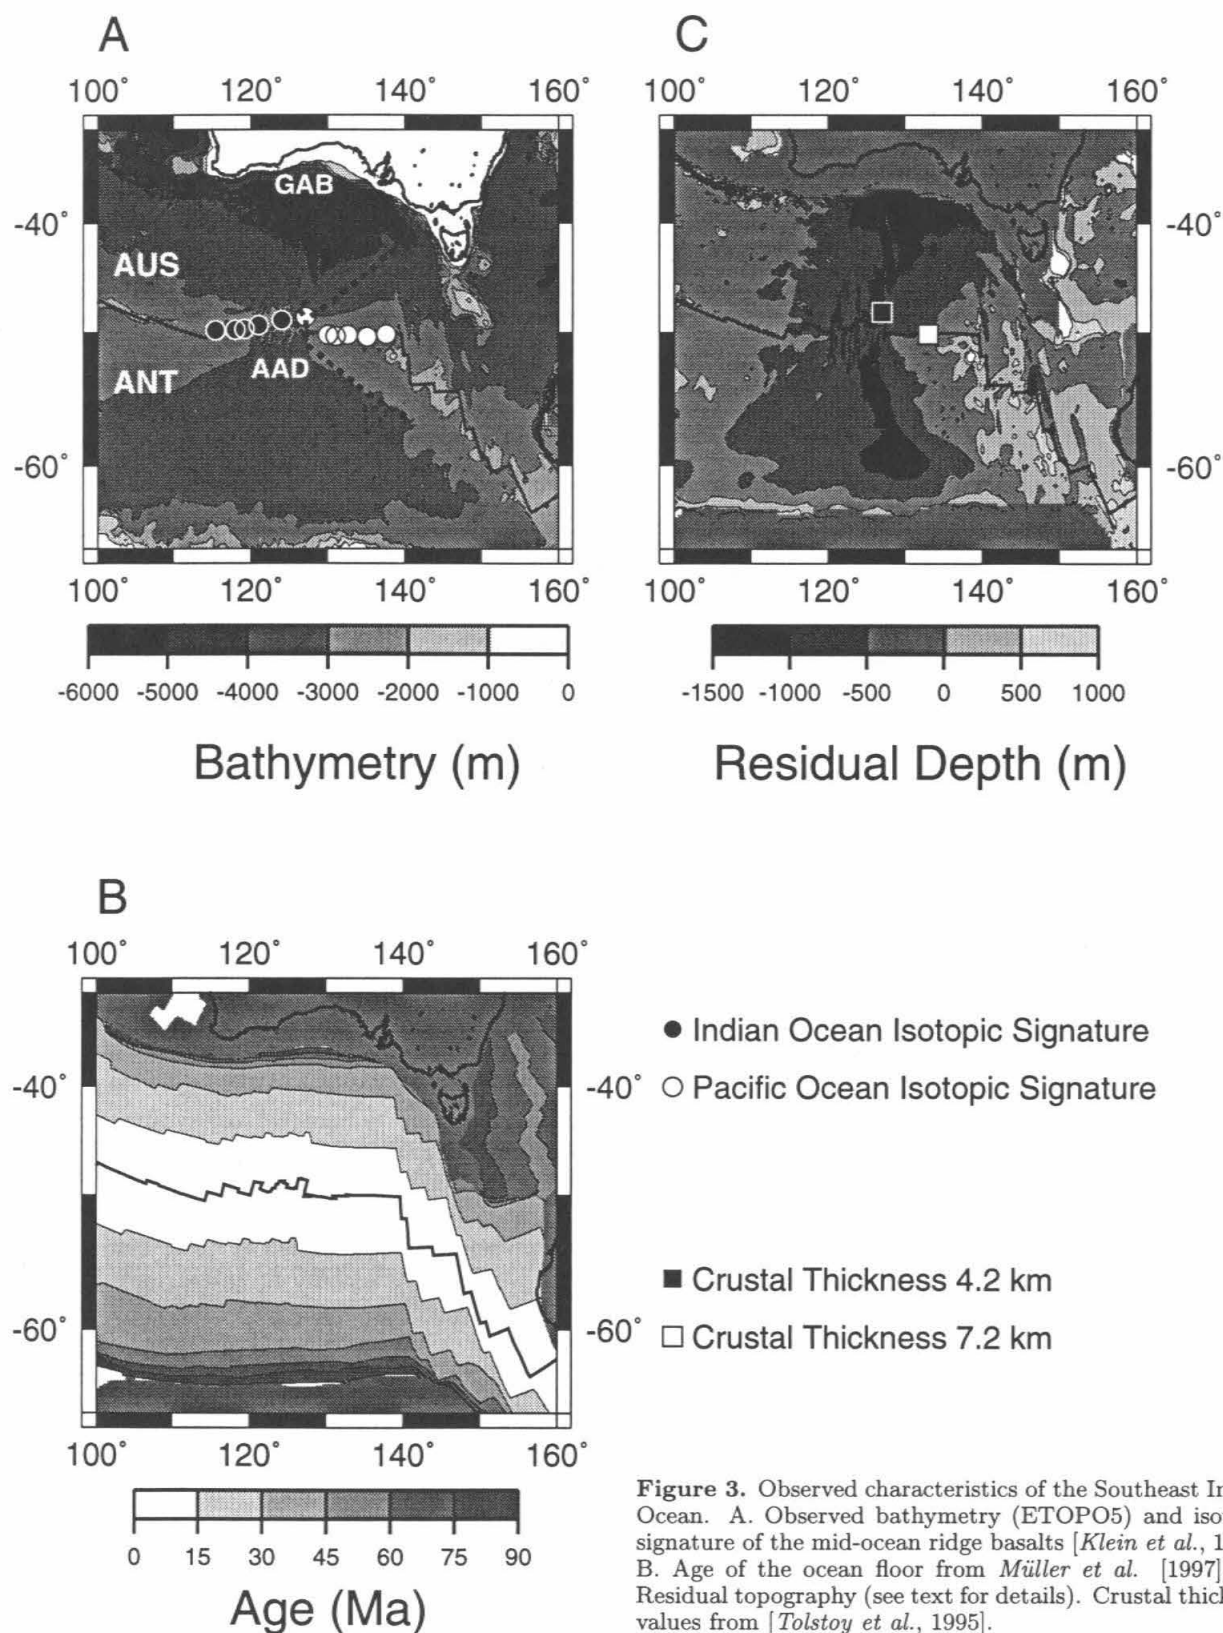 A
100° 120° 140° 160°
-40°
-60°
GAB
AUS
AAD
ANT
100° 120° 140° 160°
-6000 -5000 -4000 -3000 -2000 -1000 0
Bathymetry (m)
C
100° 120° 140° 160°
-40°
-60°
100° 120° 140° 160°
-1500 -1000 -500 0 500 1000
Residual Depth (m)
B
100° 120° 140° 160°
-40°
-40°
-60°
-60°
100° 120° 140° 160°
0 15 30 45 60 75 90
Age (Ma)
● Indian Ocean Isotopic Signature
○ Pacific Ocean Isotopic Signature
■ Crustal Thickness 4.2 km
□ Crustal Thickness 7.2 km
Figure 3. Observed characteristics of the Southeast In
Ocean. A. Observed bathymetry (ETOPO5) and iso
signature of the mid-ocean ridge basalts [Klein et al., 1
B. Age of the ocean floor from Müller et al. [1997]
Residual topography (see text for details). Crustal thick
values from [Tolstoy et al., 1995].